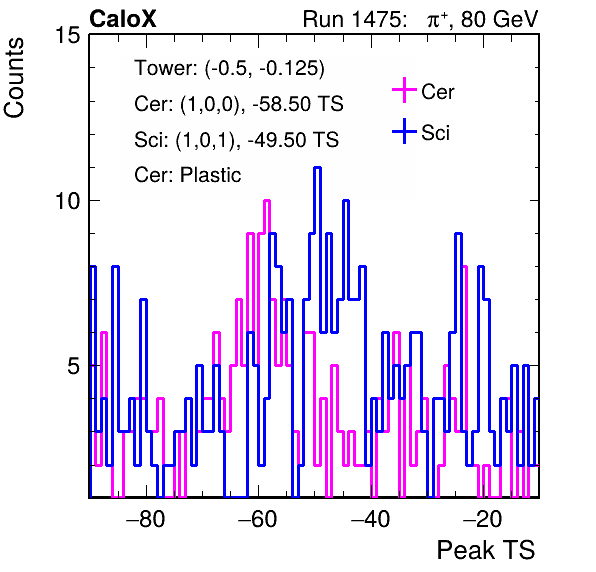 CaloX Run 1475: π⁺, 80 GeV
Counts
15
10
5
Tower: (-0.5, -0.125)
Cer: (1,0,0), -58.50 TS
Sci: (1,0,1), -49.50 TS
Cer: Plastic
Cer
Sci
−80 −60 −40 −20
Peak TS